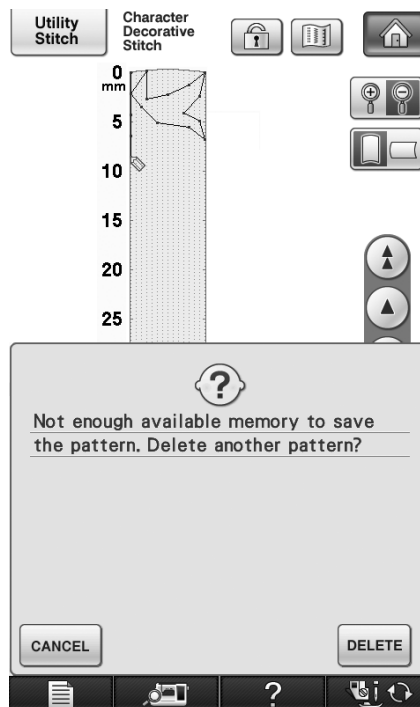 Utility
Stitch
Character
Decorative
Stitch
0
mm
5
10
15
20
25
?
Not enough available memory to save
the pattern. Delete another pattern?
CANCEL
DELETE
?